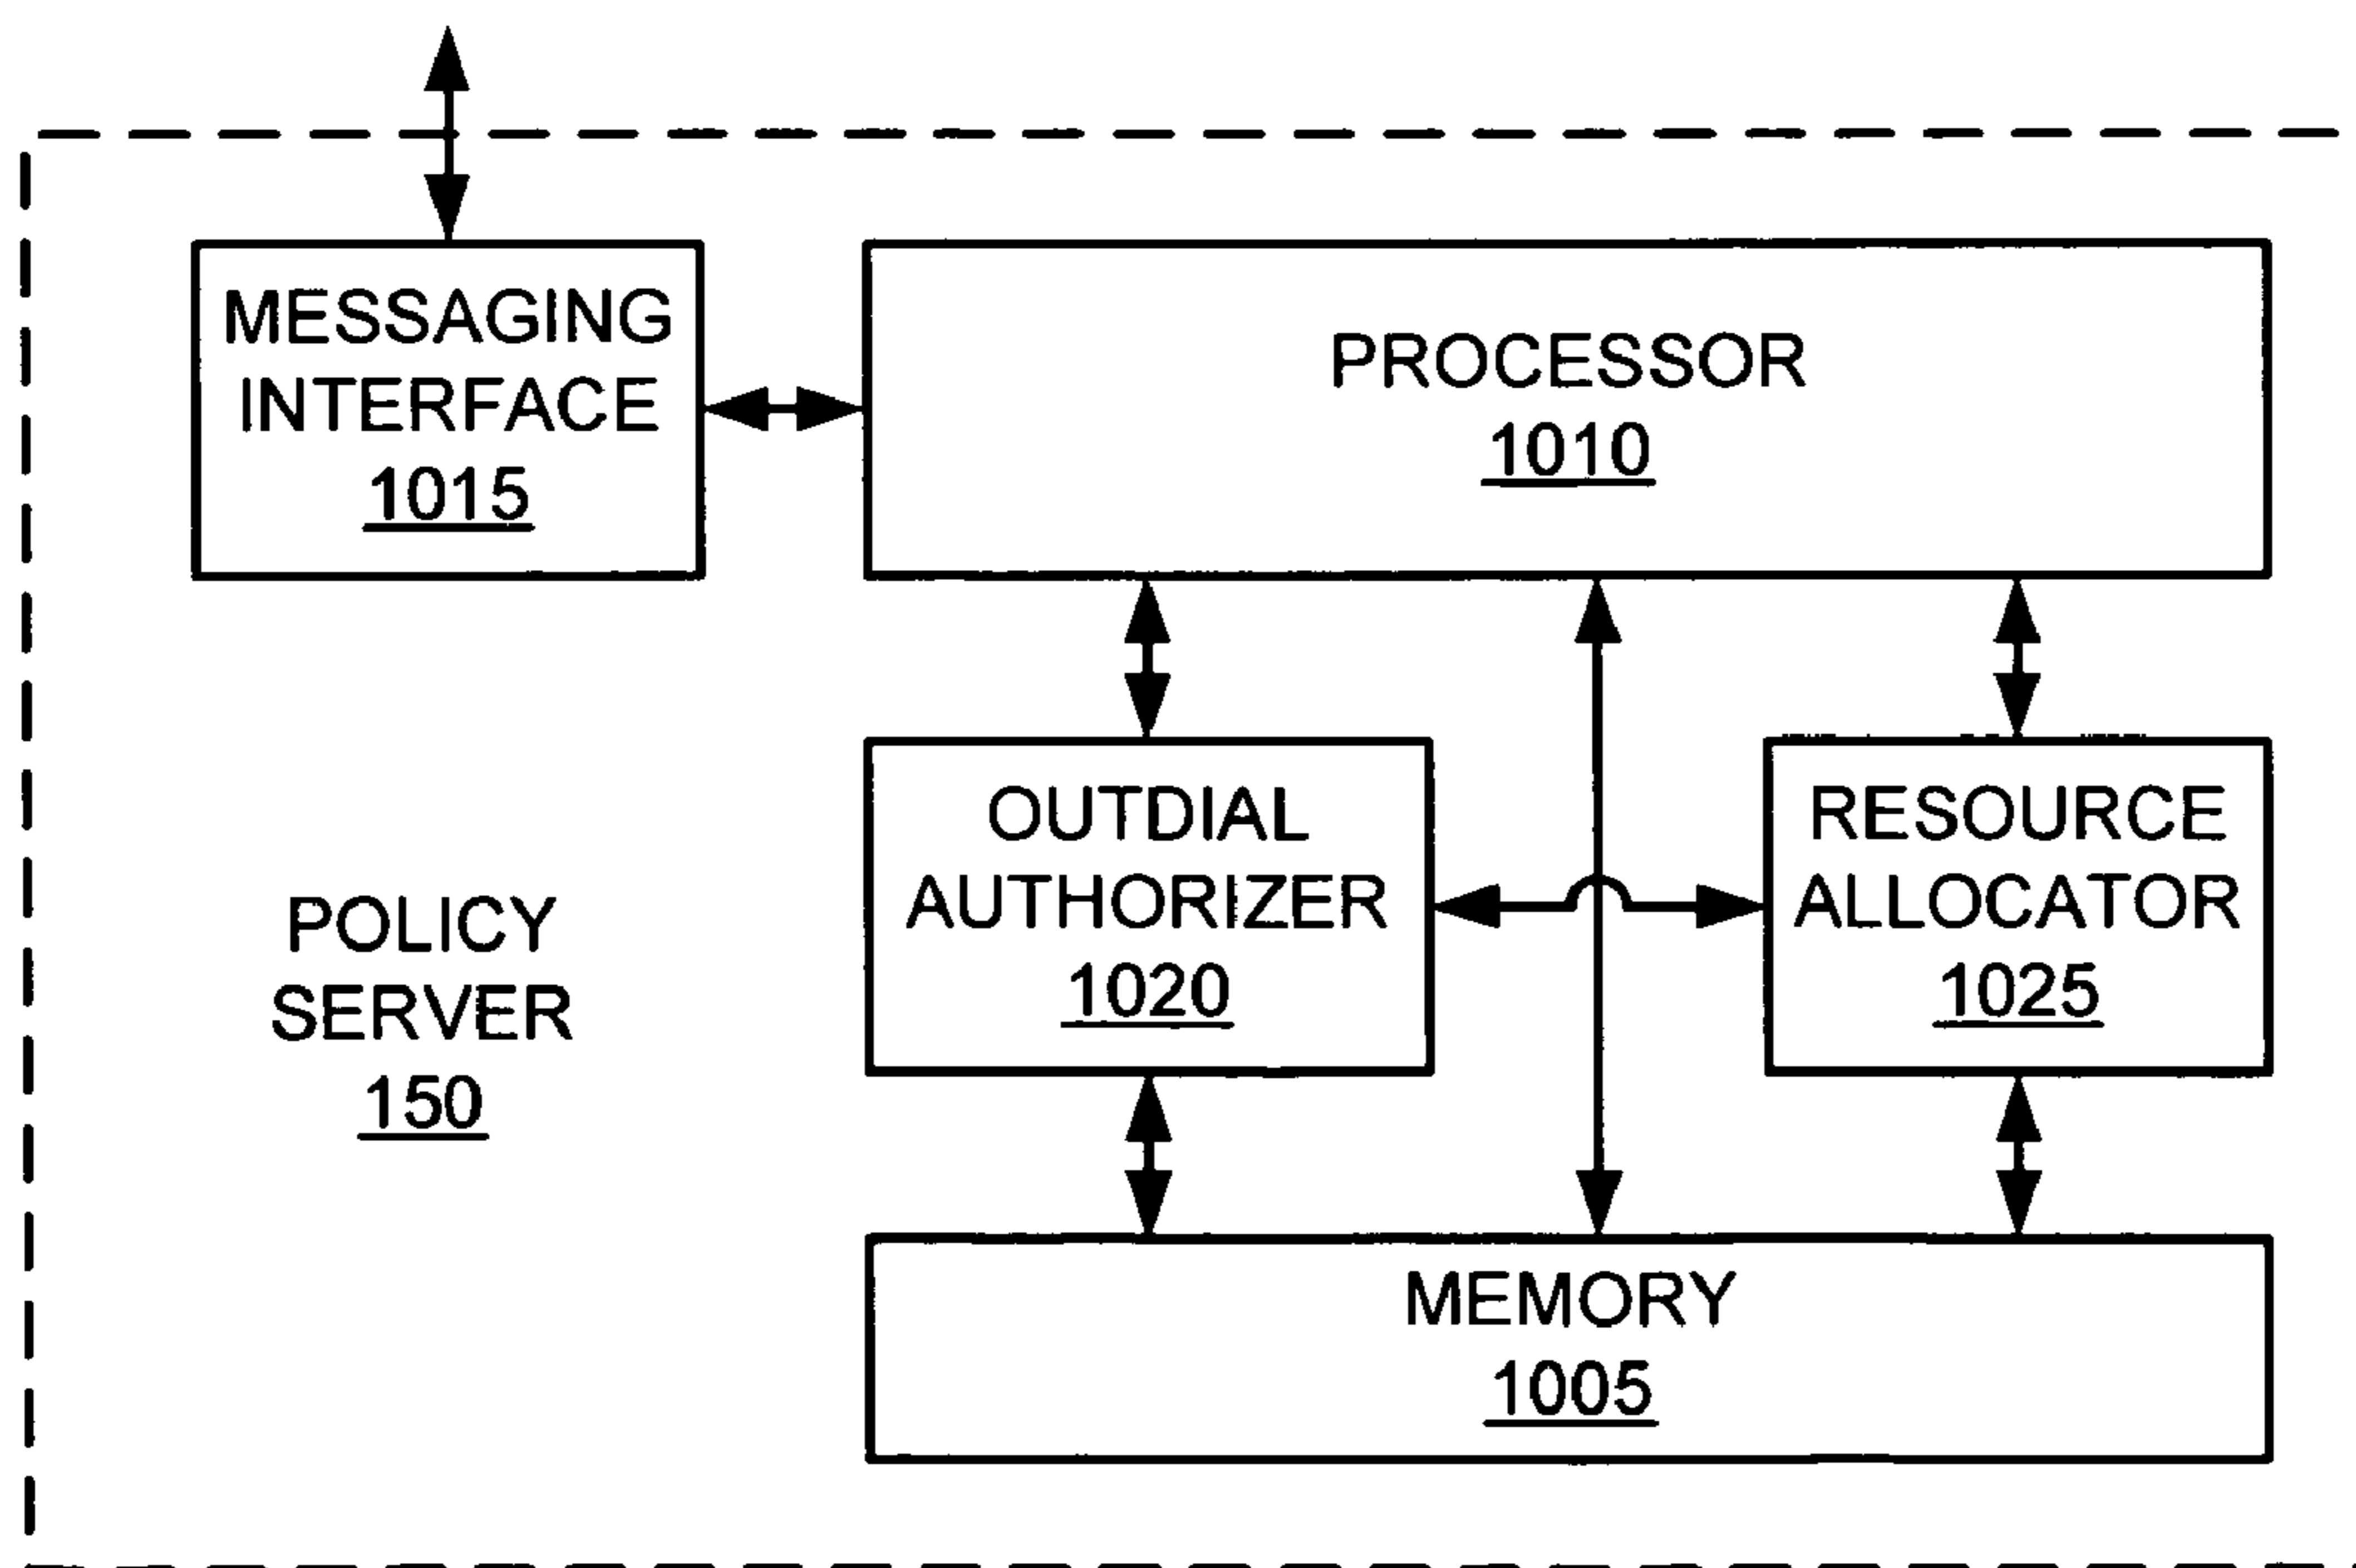 MESSAGING
INTERFACE
1015
PROCESSOR
1010
OUTDIAL
AUTHORIZER
1020
RESOURCE
ALLOCATOR
1025
POLICY
SERVER
150
MEMORY
1005